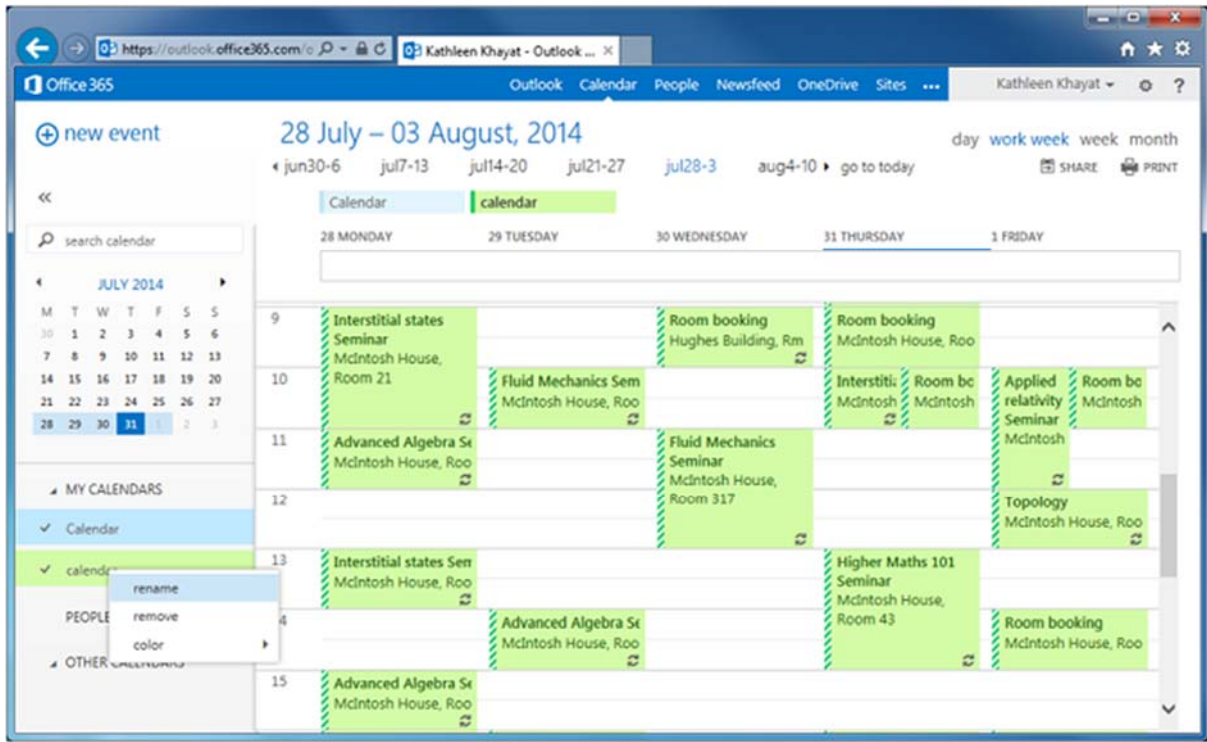 https://outlook.office365.com/o
Kathleen Khayat - Outlook ...
Office 365
Outlook Calendar People Newsfeed OneDrive Sites ...
Kathleen Khayat
?
new event
28 July – 03 August, 2014
day work week week month
jun30-6 jul7-13 jul14-20 jul21-27 jul28-3 aug4-10 go to today
SHARE PRINT
Calendar calendar
search calendar
28 MONDAY 29 TUESDAY 30 WEDNESDAY 31 THURSDAY 1 FRIDAY
JULY 2014
M T W T F S S
30 1 2 3 4 5 6
7 8 9 10 11 12 13
14 15 16 17 18 19 20
21 22 23 24 25 26 27
28 29 30 31 1 2 3
MY CALENDARS
Calendar
calenda
rename
PEOPLE
remove
color
OTHER CALENDARS
9
Interstitial states
Seminar
McIntosh House,
Room 21
Room booking
Hughes Building, Rm
Room booking
McIntosh House, Roo
10
Fluid Mechanics Sem
McIntosh House, Roo
Interstitia
McIntosh
Room bo
McIntosh
Applied
relativity
Seminar
McIntosh
Room bo
McIntosh
11
Advanced Algebra Se
McIntosh House, Roo
Fluid Mechanics
Seminar
McIntosh House,
Room 317
12
Topology
McIntosh House, Roo
13
Interstitial states Sem
McIntosh House, Roo
Higher Maths 101
Seminar
McIntosh House,
Room 43
4
Advanced Algebra Se
McIntosh House, Roo
Room booking
McIntosh House, Roo
15
Advanced Algebra Se
McIntosh House, Roo